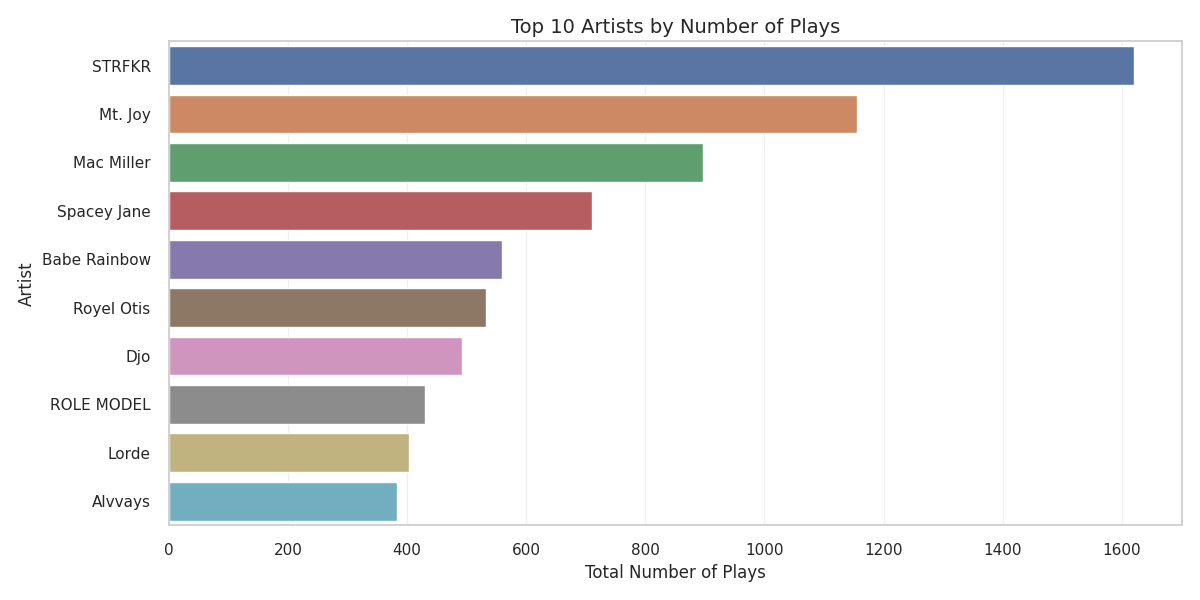 Top 10 Artists by Number of Plays
Artist
STRFKR
Mt. Joy
Mac Miller
Spacey Jane
Babe Rainbow
Royel Otis
Djo
ROLE MODEL
Lorde
Alvvays
0 200 400 600 800 1000 1200 1400 1600
Total Number of Plays